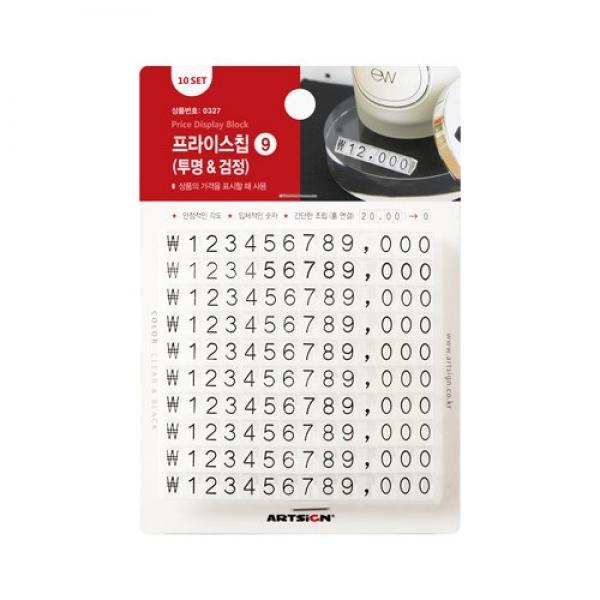 10 SET
상품번호: 0327
Price Display Block
프라이스칩 9
(투명 & 검정)
상품의 가격을 표시할 때 사용
ew
₩12,000
★ 안정적인 각도 ★ 입체적인 숫자 ★ 간단한 조립 (홈 연결) 20.00 → 0
₩123456789,000
₩123456789,000
₩123456789,000
₩123456789,000
₩123456789,000
₩123456789,000
₩123456789,000
₩123456789,000
₩123456789,000
₩123456789,000
COLOR CLEAR & BLACK
www.artsign.co.kr
ARTSiGN